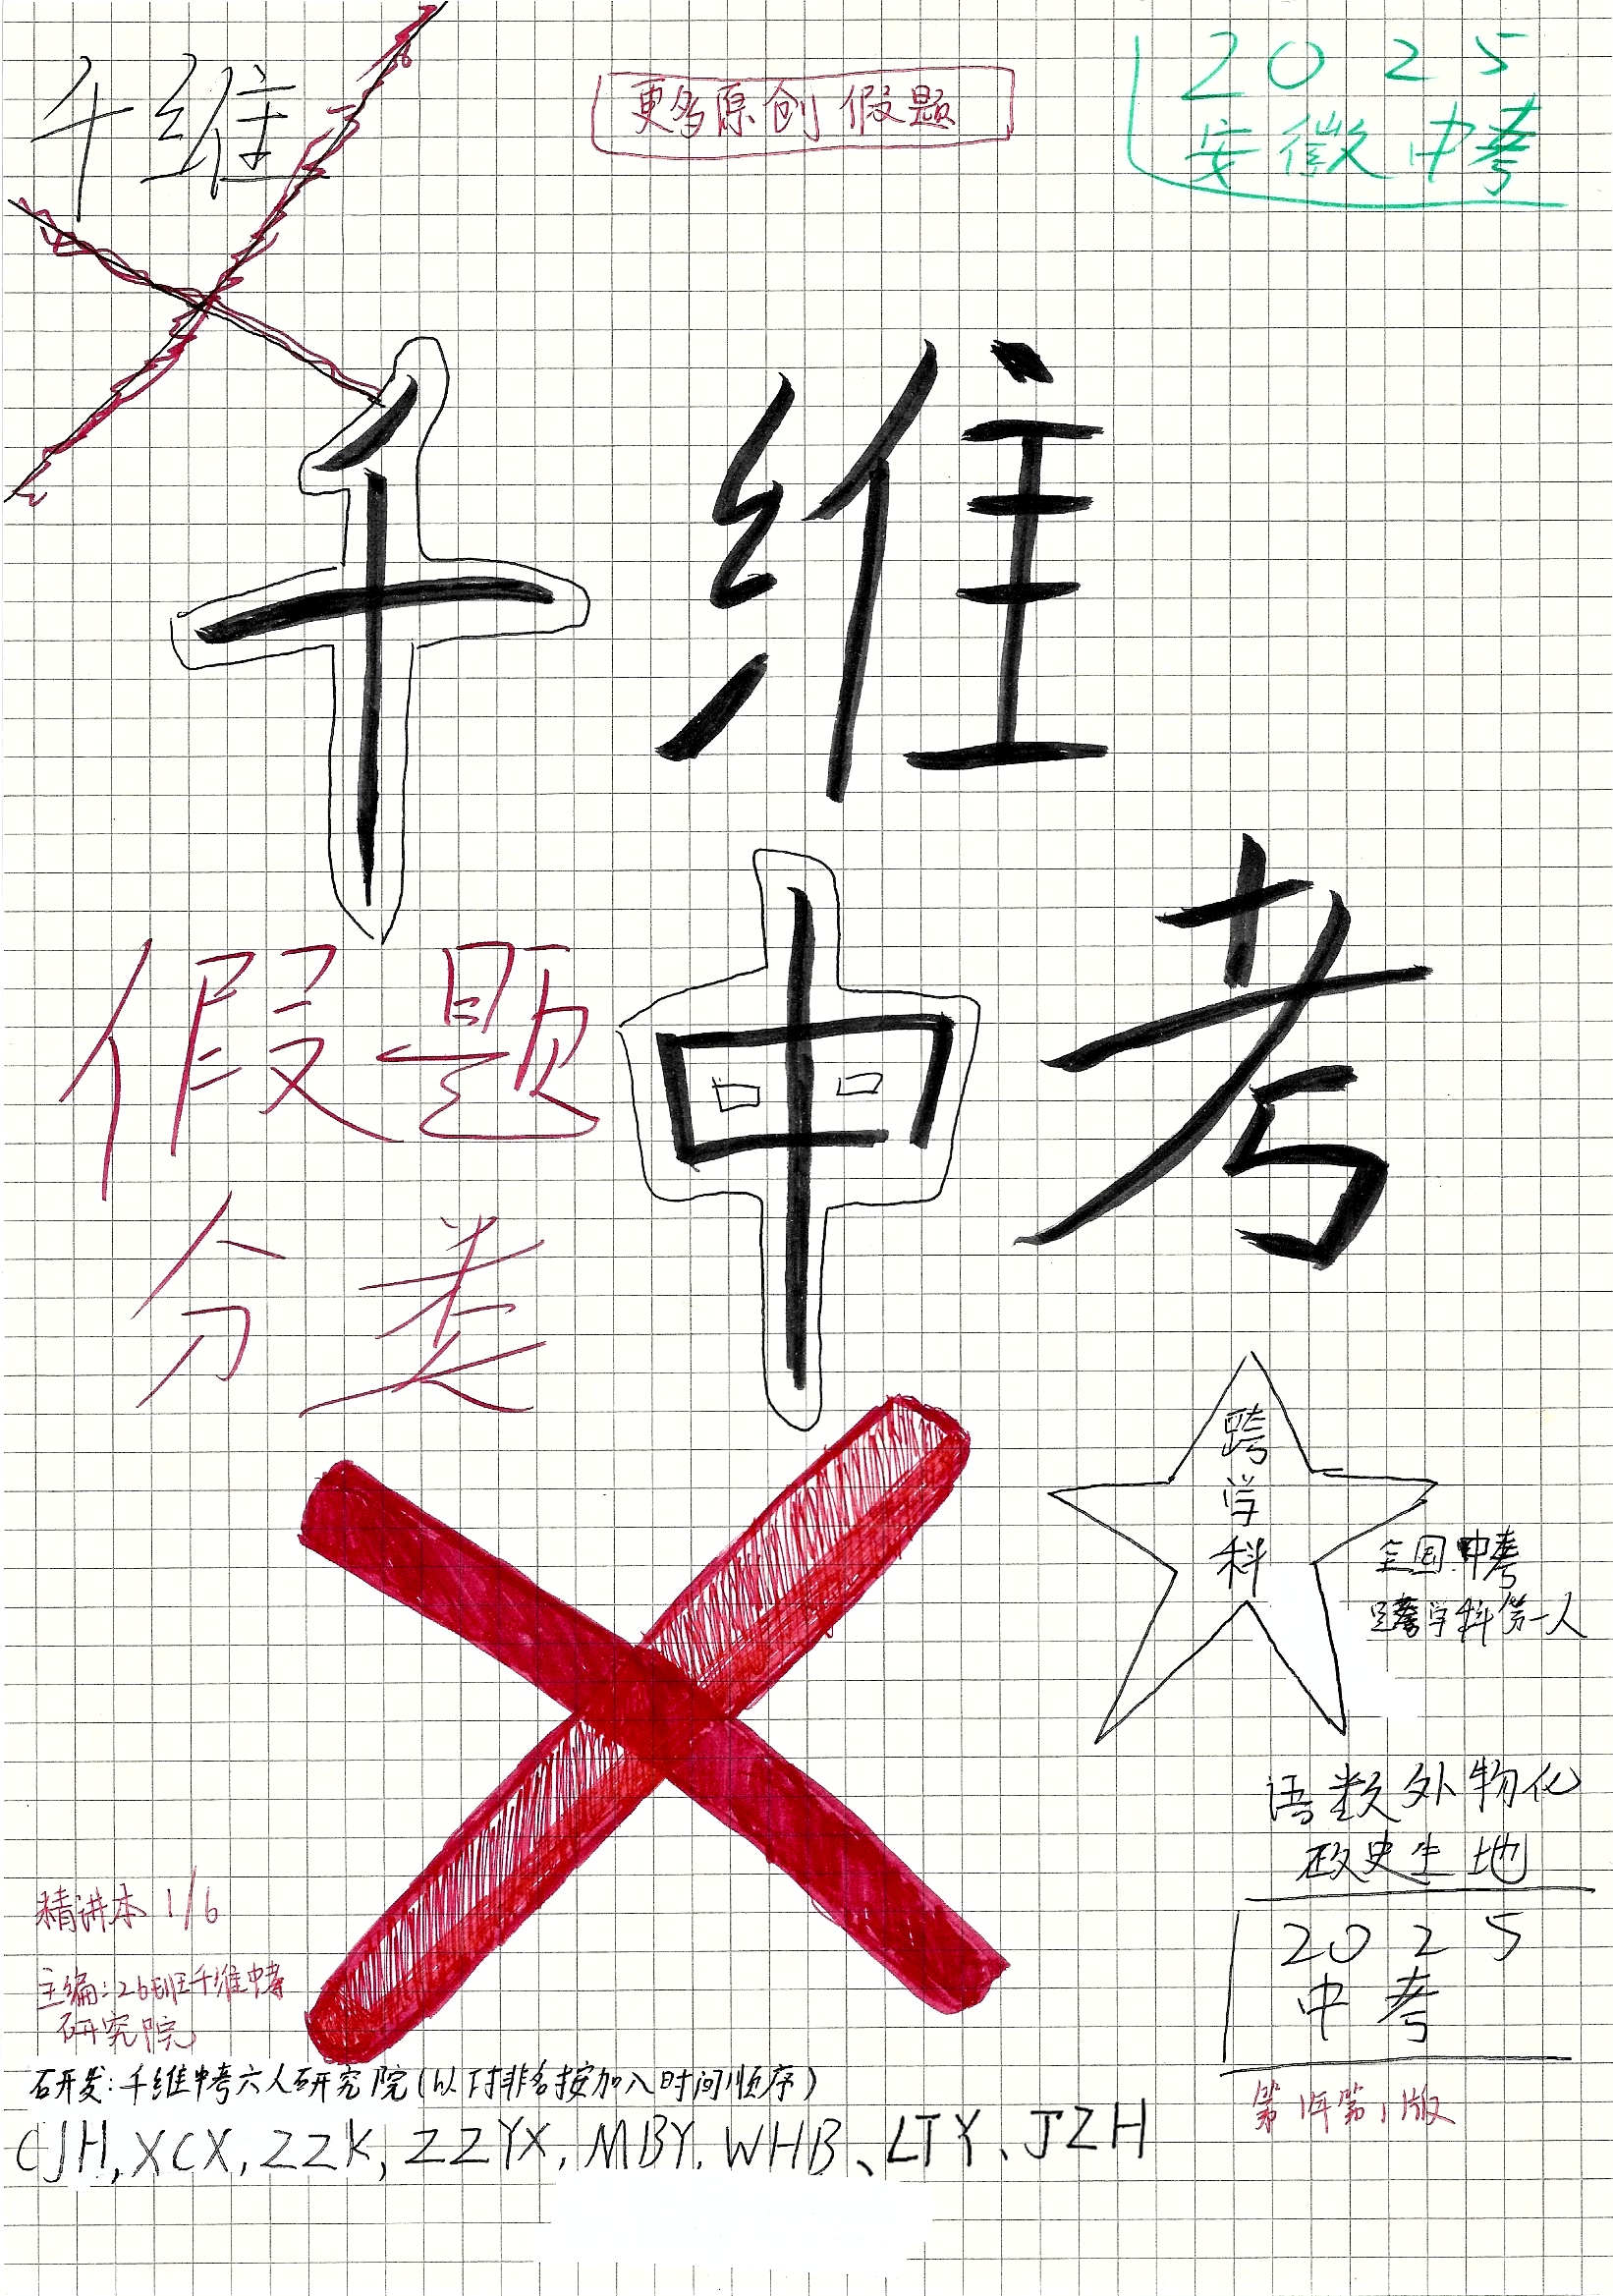 千维
更多原创假题
2025
安徽中考
千维
中考
假题
分类
跨学科
全国中考
跨学科第一人
语数外物化
政史生地
2025
中考
第1年第1版
精讲本 1/6
主编：26班千维中考
研究院
研发：千维中考六人研究院（以下排名按加入时间顺序）
CJH, XCX, ZZK, ZZYX, MBY, WHB、LTY、JZH